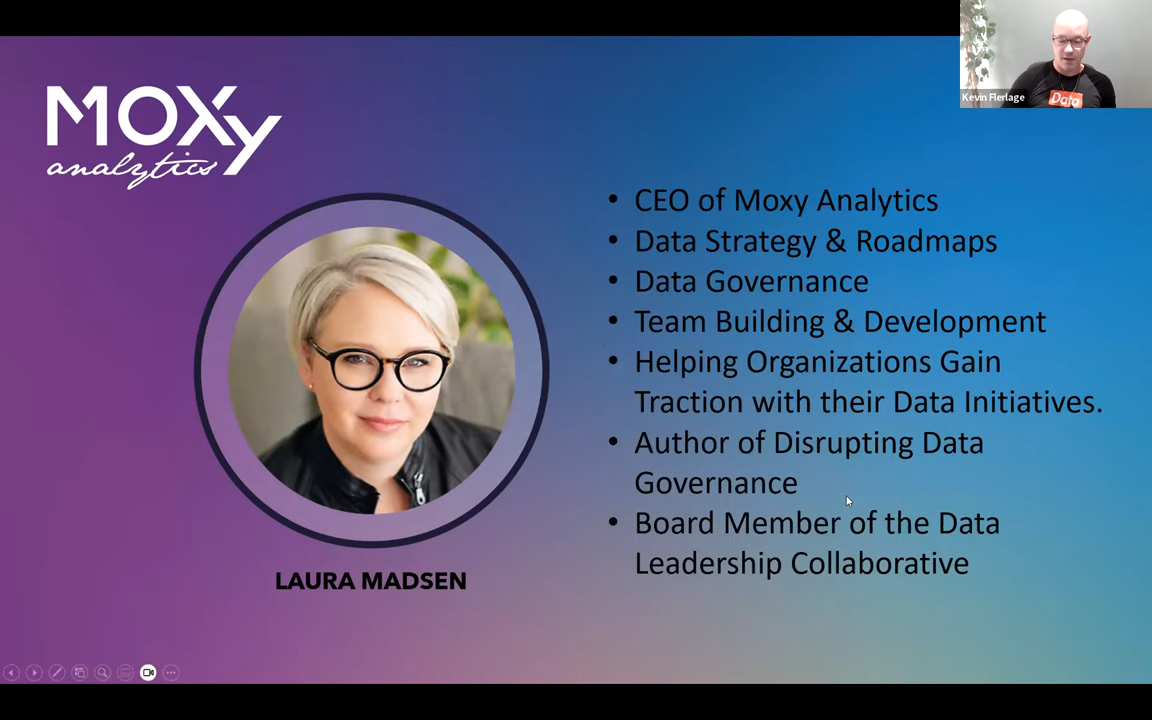 Kevin Flerlage
Data
MOXy
analytics
• CEO of Moxy Analytics
• Data Strategy & Roadmaps
• Data Governance
• Team Building & Development
• Helping Organizations Gain
Traction with their Data Initiatives.
• Author of Disrupting Data
Governance
• Board Member of the Data
Leadership Collaborative
LAURA MADSEN